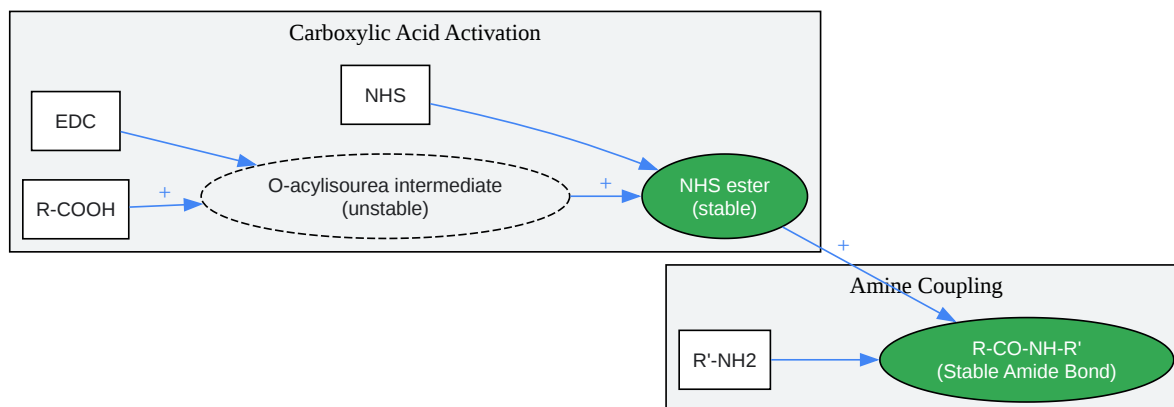 Carboxylic Acid Activation
NHS
EDC
R-COOH
+
O-acylisourea intermediate
(unstable)
+
NHS ester
(stable)
+
Amine Coupling
R'-NH2
R-CO-NH-R'
(Stable Amide Bond)